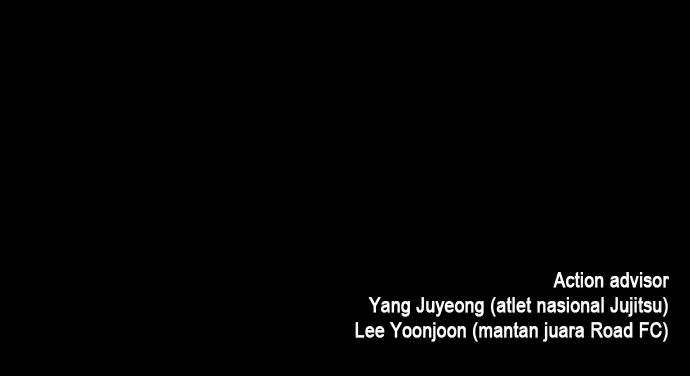 Action advisor
Yang Juyeong (atlet nasional Jujitsu)
Lee Yoonjoon (mantan juara Road FC)